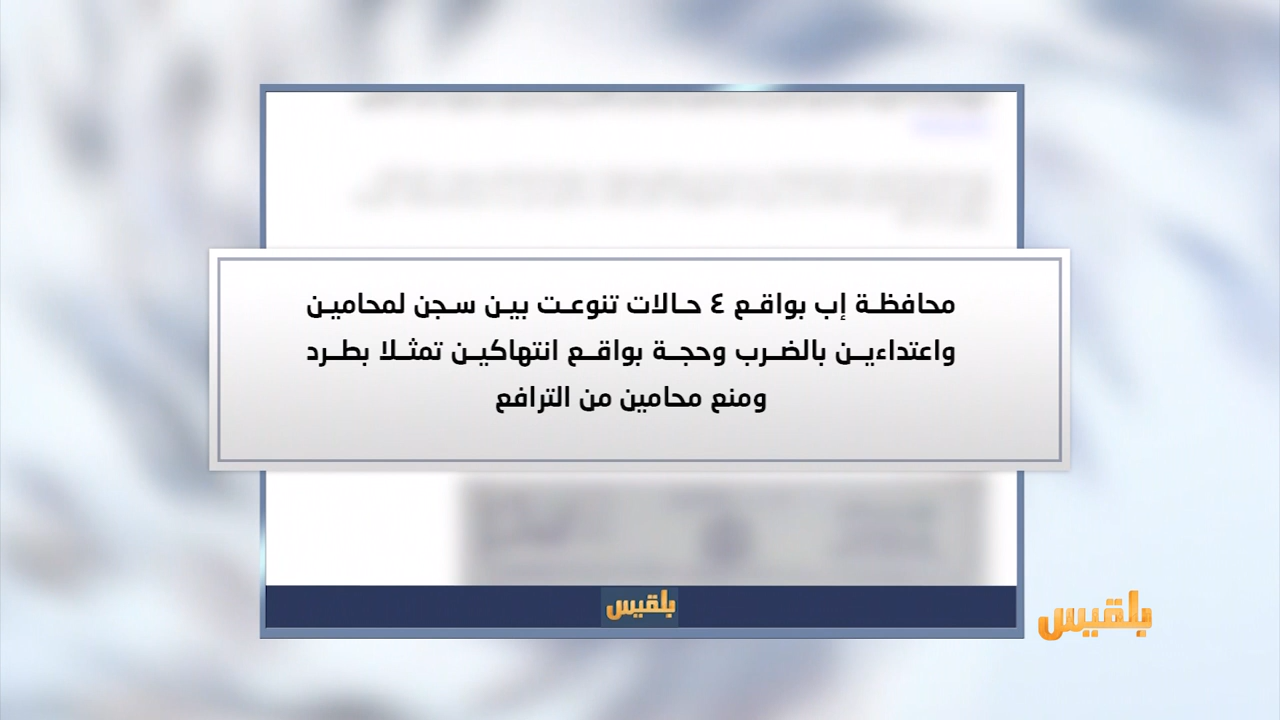 محافظة إب بواقع ٤ حالات تنوعت بين سجن لمحامين
واعتداءين بالضرب وحجة بواقع انتهاكين تمثلا بطرد
ومنع محامين من الترافع
بلقيس
بلقيس